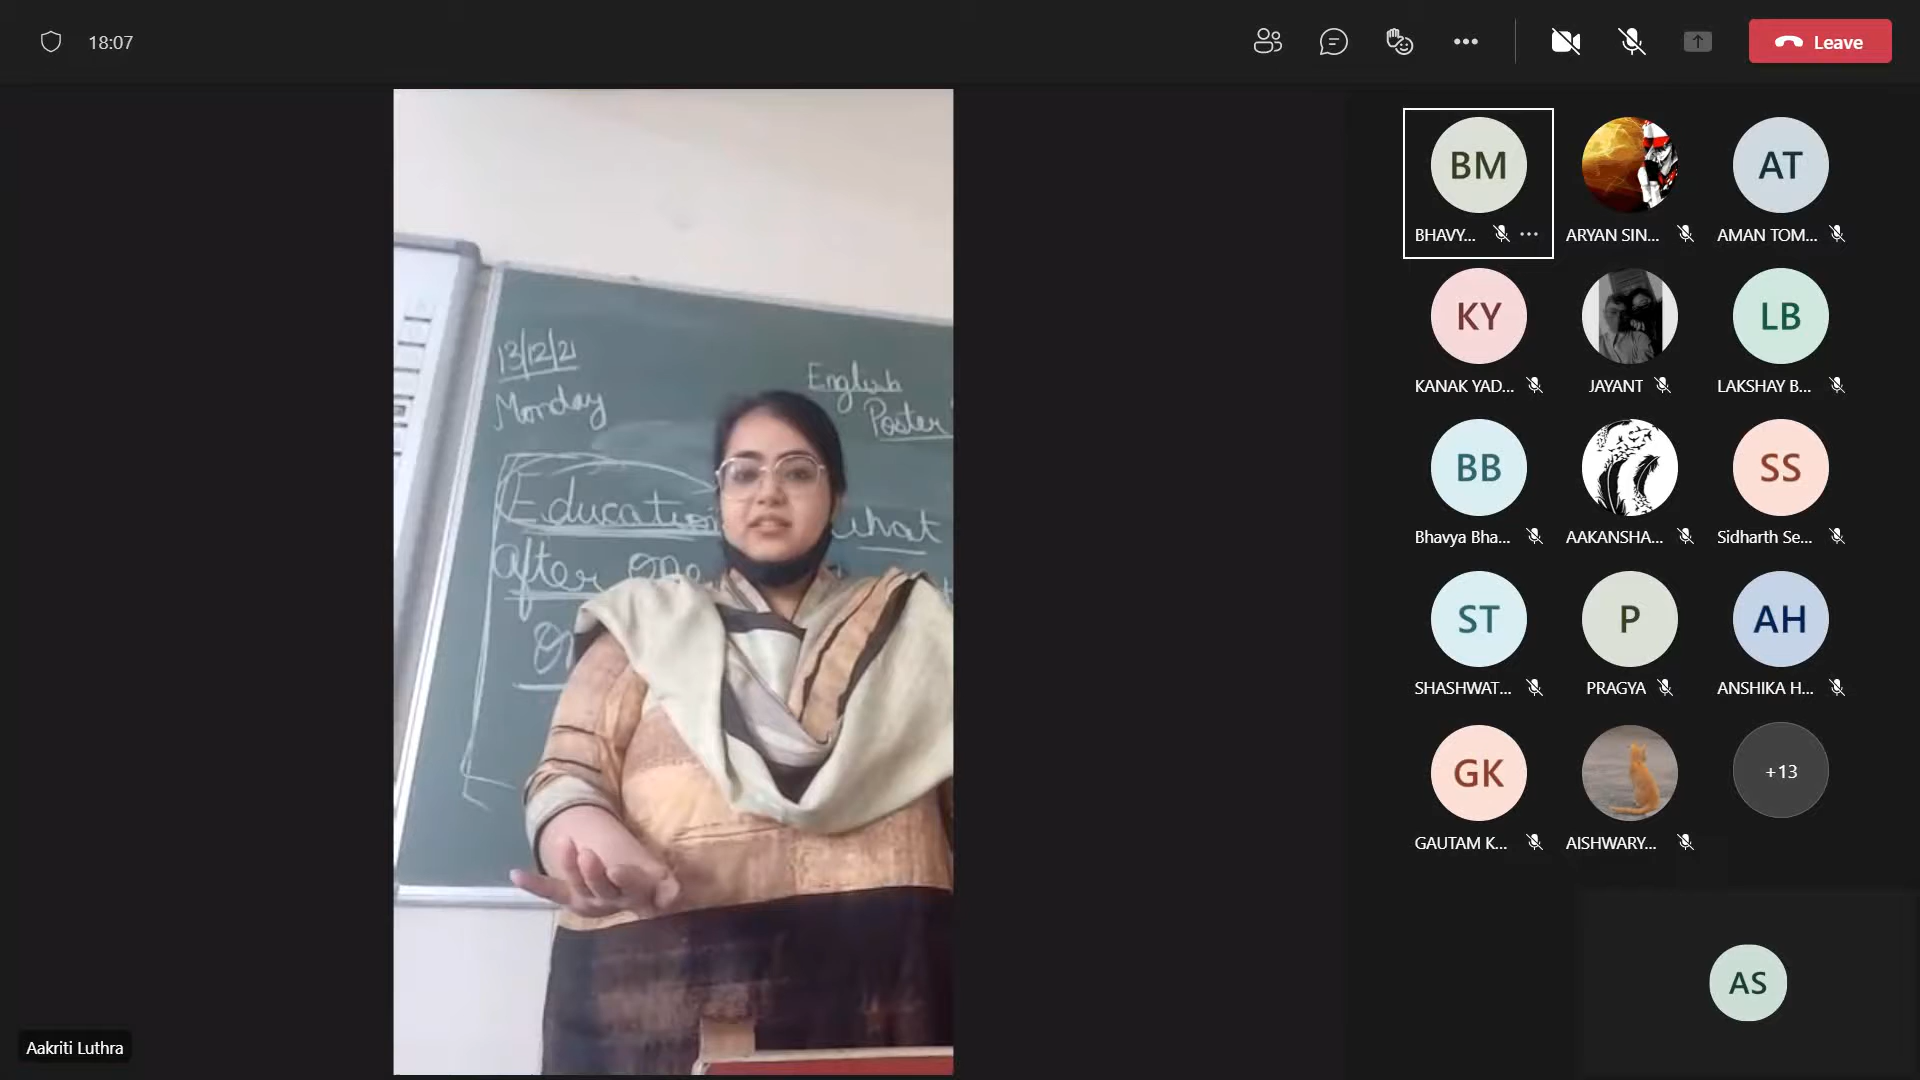 18:07
Leave
BM
AT
BHAVY...
ARYAN SIN...
AMAN TOM...
KY
LB
KANAK YAD...
JAYANT
LAKSHAY B...
BB
SS
Bhavya Bha...
AAKANSHA...
Sidharth Se...
ST
P
AH
SHASHWAT...
PRAGYA
ANSHIKA H...
GK
+13
GAUTAM K...
AISHWARY...
AS
Aakriti Luthra
13/12/21
Monday
English
Poster
Education what
after one